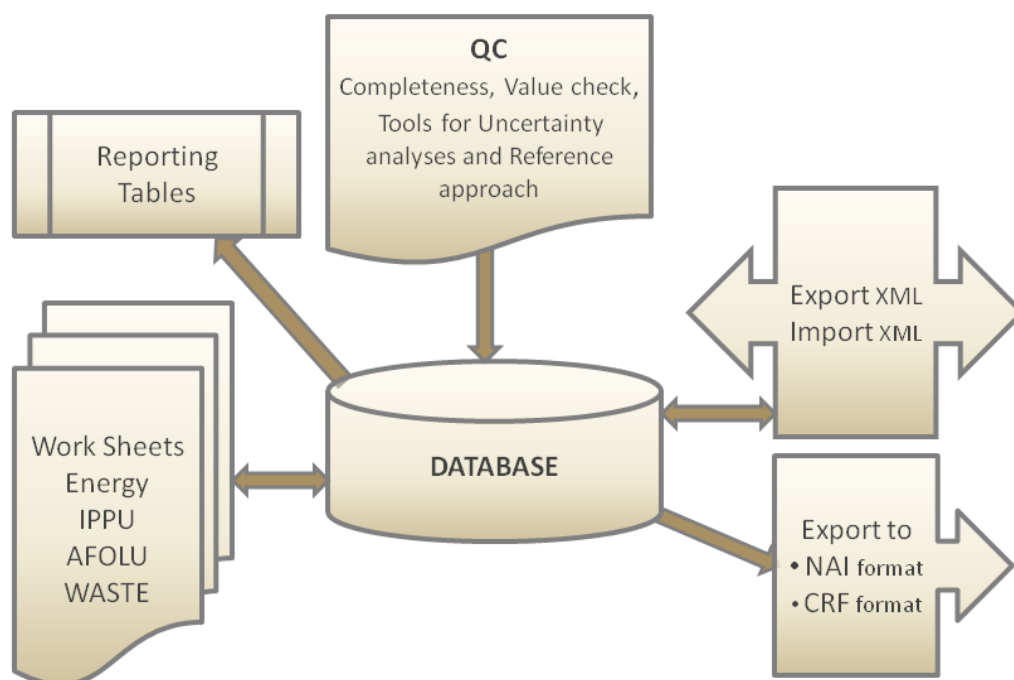 QC
Completeness, Value check,
Tools for Uncertainty
analyses and Reference
approach
Reporting
Tables
Export XML
Import XML
Work Sheets
Energy
IPPU
AFOLU
WASTE
DATABASE
Export to
• NAI format
• CRF format